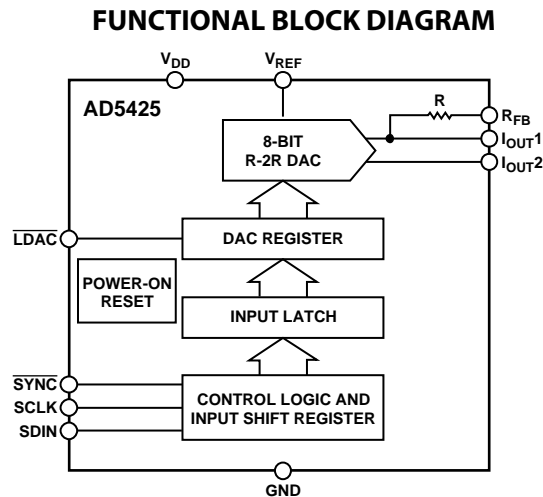 FUNCTIONAL BLOCK DIAGRAM
VDD
VREF
AD5425
R
RFB
8-BIT
R-2R DAC
IOUT1
IOUT2
LDAC
DAC REGISTER
POWER-ON
RESET
INPUT LATCH
SYNC
SCLK
SDIN
CONTROL LOGIC AND
INPUT SHIFT REGISTER
GND